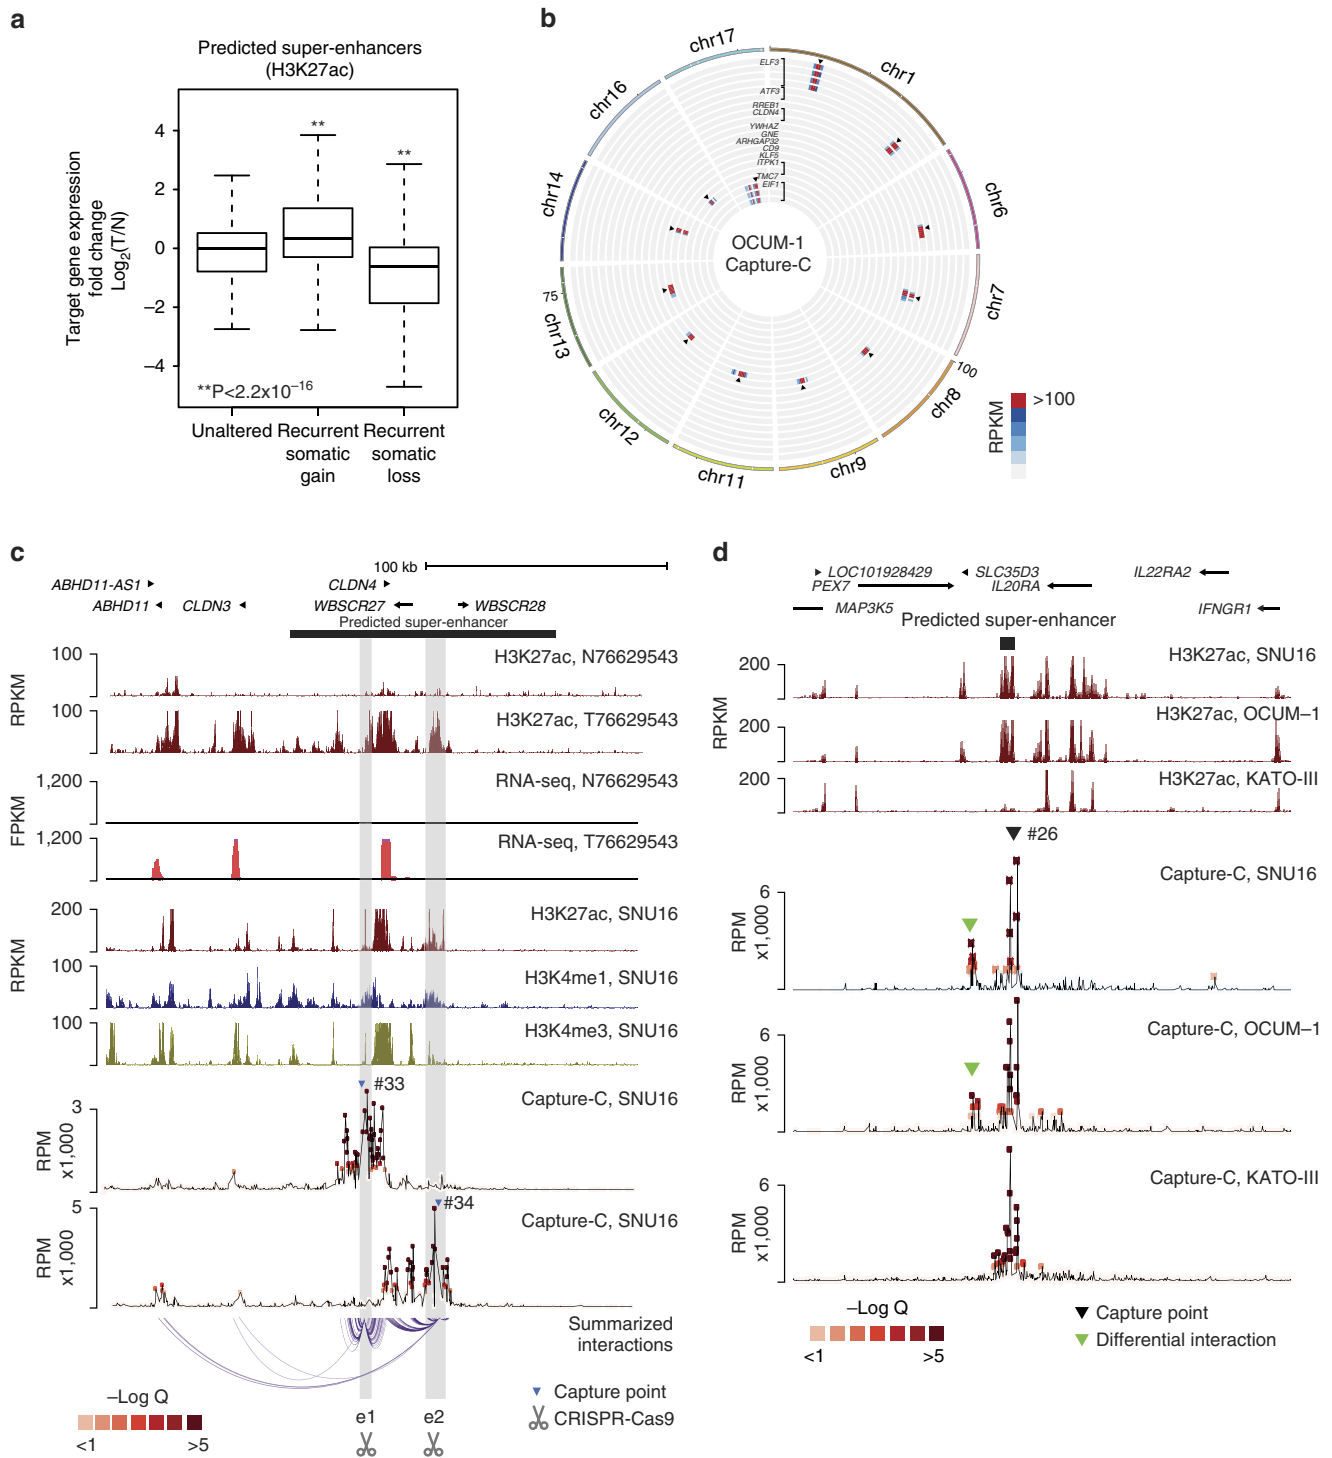 a
Predicted super-enhancers
(H3K27ac)
Target gene expression
fold change
Log2(T/N)
4
2
0
−2
−4
**
**
**P<2.2x10−16
Unaltered
Recurrent
somatic
gain
Recurrent
somatic
loss
b
chr17
chr1
chr16
chr6
chr14
chr7
chr13
chr8
chr12
chr9
chr11
75
100
ELF3
ATF3
RREB1
CLDN4
YWHAZ
GNE
ARHGAP32
CD9
KLF5
ITPK1
TMC7
EIF1
OCUM-1
Capture-C
RPKM
>100
c
100 kb
ABHD11-AS1
CLDN4
ABHD11
CLDN3
WBSCR27
WBSCR28
Predicted super-enhancer
RPKM
100
H3K27ac, N76629543
100
H3K27ac, T76629543
FPKM
1,200
RNA-seq, N76629543
1,200
RNA-seq, T76629543
RPKM
200
H3K27ac, SNU16
100
H3K4me1, SNU16
100
H3K4me3, SNU16
#33
RPM
x1,000
3
Capture-C, SNU16
#34
RPM
x1,000
5
Capture-C, SNU16
Summarized
interactions
–Log Q
<1
>5
e1
e2
Capture point
CRISPR-Cas9
d
LOC101928429
SLC35D3
IL22RA2
PEX7
IL20RA
MAP3K5
IFNGR1
Predicted super-enhancer
RPKM
200
H3K27ac, SNU16
200
H3K27ac, OCUM–1
200
H3K27ac, KATO-III
#26
RPM
x1,000
6
Capture-C, SNU16
RPM
x1,000
6
Capture-C, OCUM–1
RPM
x1,000
6
Capture-C, KATO-III
–Log Q
<1
>5
Capture point
Differential interaction